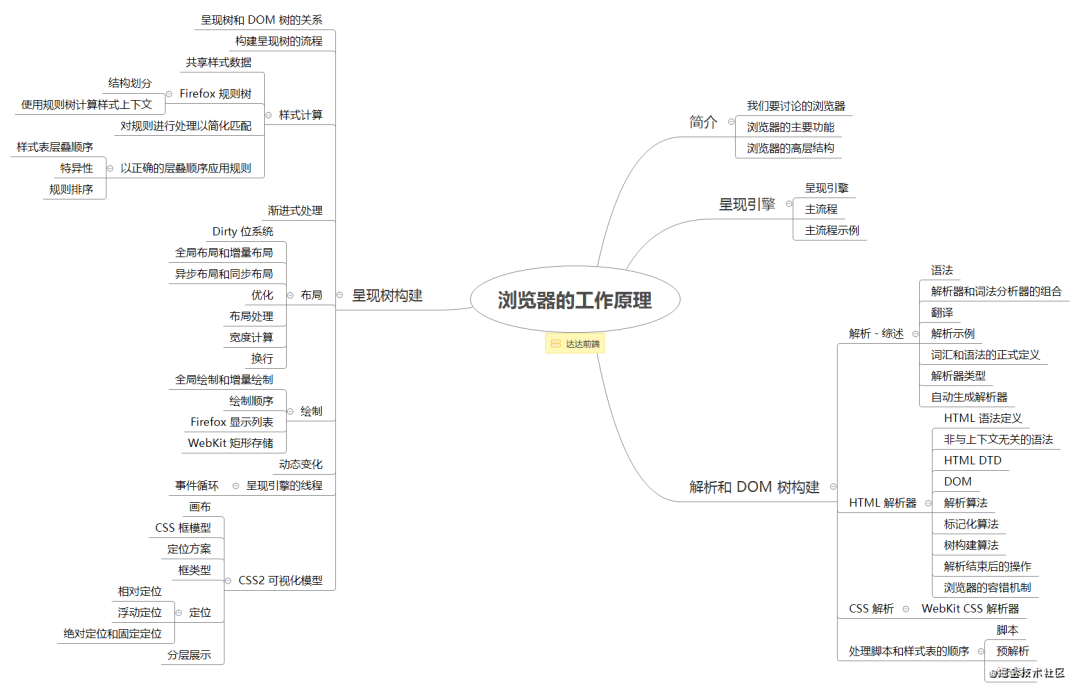 浏览器的工作原理
达达前端
简介
我们要讨论的浏览器
浏览器的主要功能
浏览器的高层结构
呈现引擎
呈现引擎
主流程
主流程示例
解析和 DOM 树构建
解析 - 综述
语法
解析器和词法分析器的组合
翻译
解析示例
词汇和语法的正式定义
解析器类型
自动生成解析器
HTML 解析器
HTML 语法定义
非与上下文无关的语法
HTML DTD
DOM
解析算法
标记化算法
树构建算法
解析结束后的操作
浏览器的容错机制
CSS 解析
WebKit CSS 解析器
处理脚本和样式表的顺序
脚本
预解析
呈现树构建
呈现树和 DOM 树的关系
构建呈现树的流程
样式计算
共享样式数据
Firefox 规则树
结构划分
使用规则树计算样式上下文
对规则进行处理以简化匹配
以正确的层叠顺序应用规则
样式表层叠顺序
特异性
规则排序
渐进式处理
布局
Dirty 位系统
全局布局和增量布局
异步布局和同步布局
优化
布局处理
宽度计算
换行
绘制
全局绘制和增量绘制
绘制顺序
Firefox 显示列表
WebKit 矩形存储
动态变化
呈现引擎的线程
事件循环
CSS2 可视化模型
画布
CSS 框模型
定位方案
框类型
定位
相对定位
浮动定位
绝对定位和固定定位
分层展示
@稀土掘金技术社区